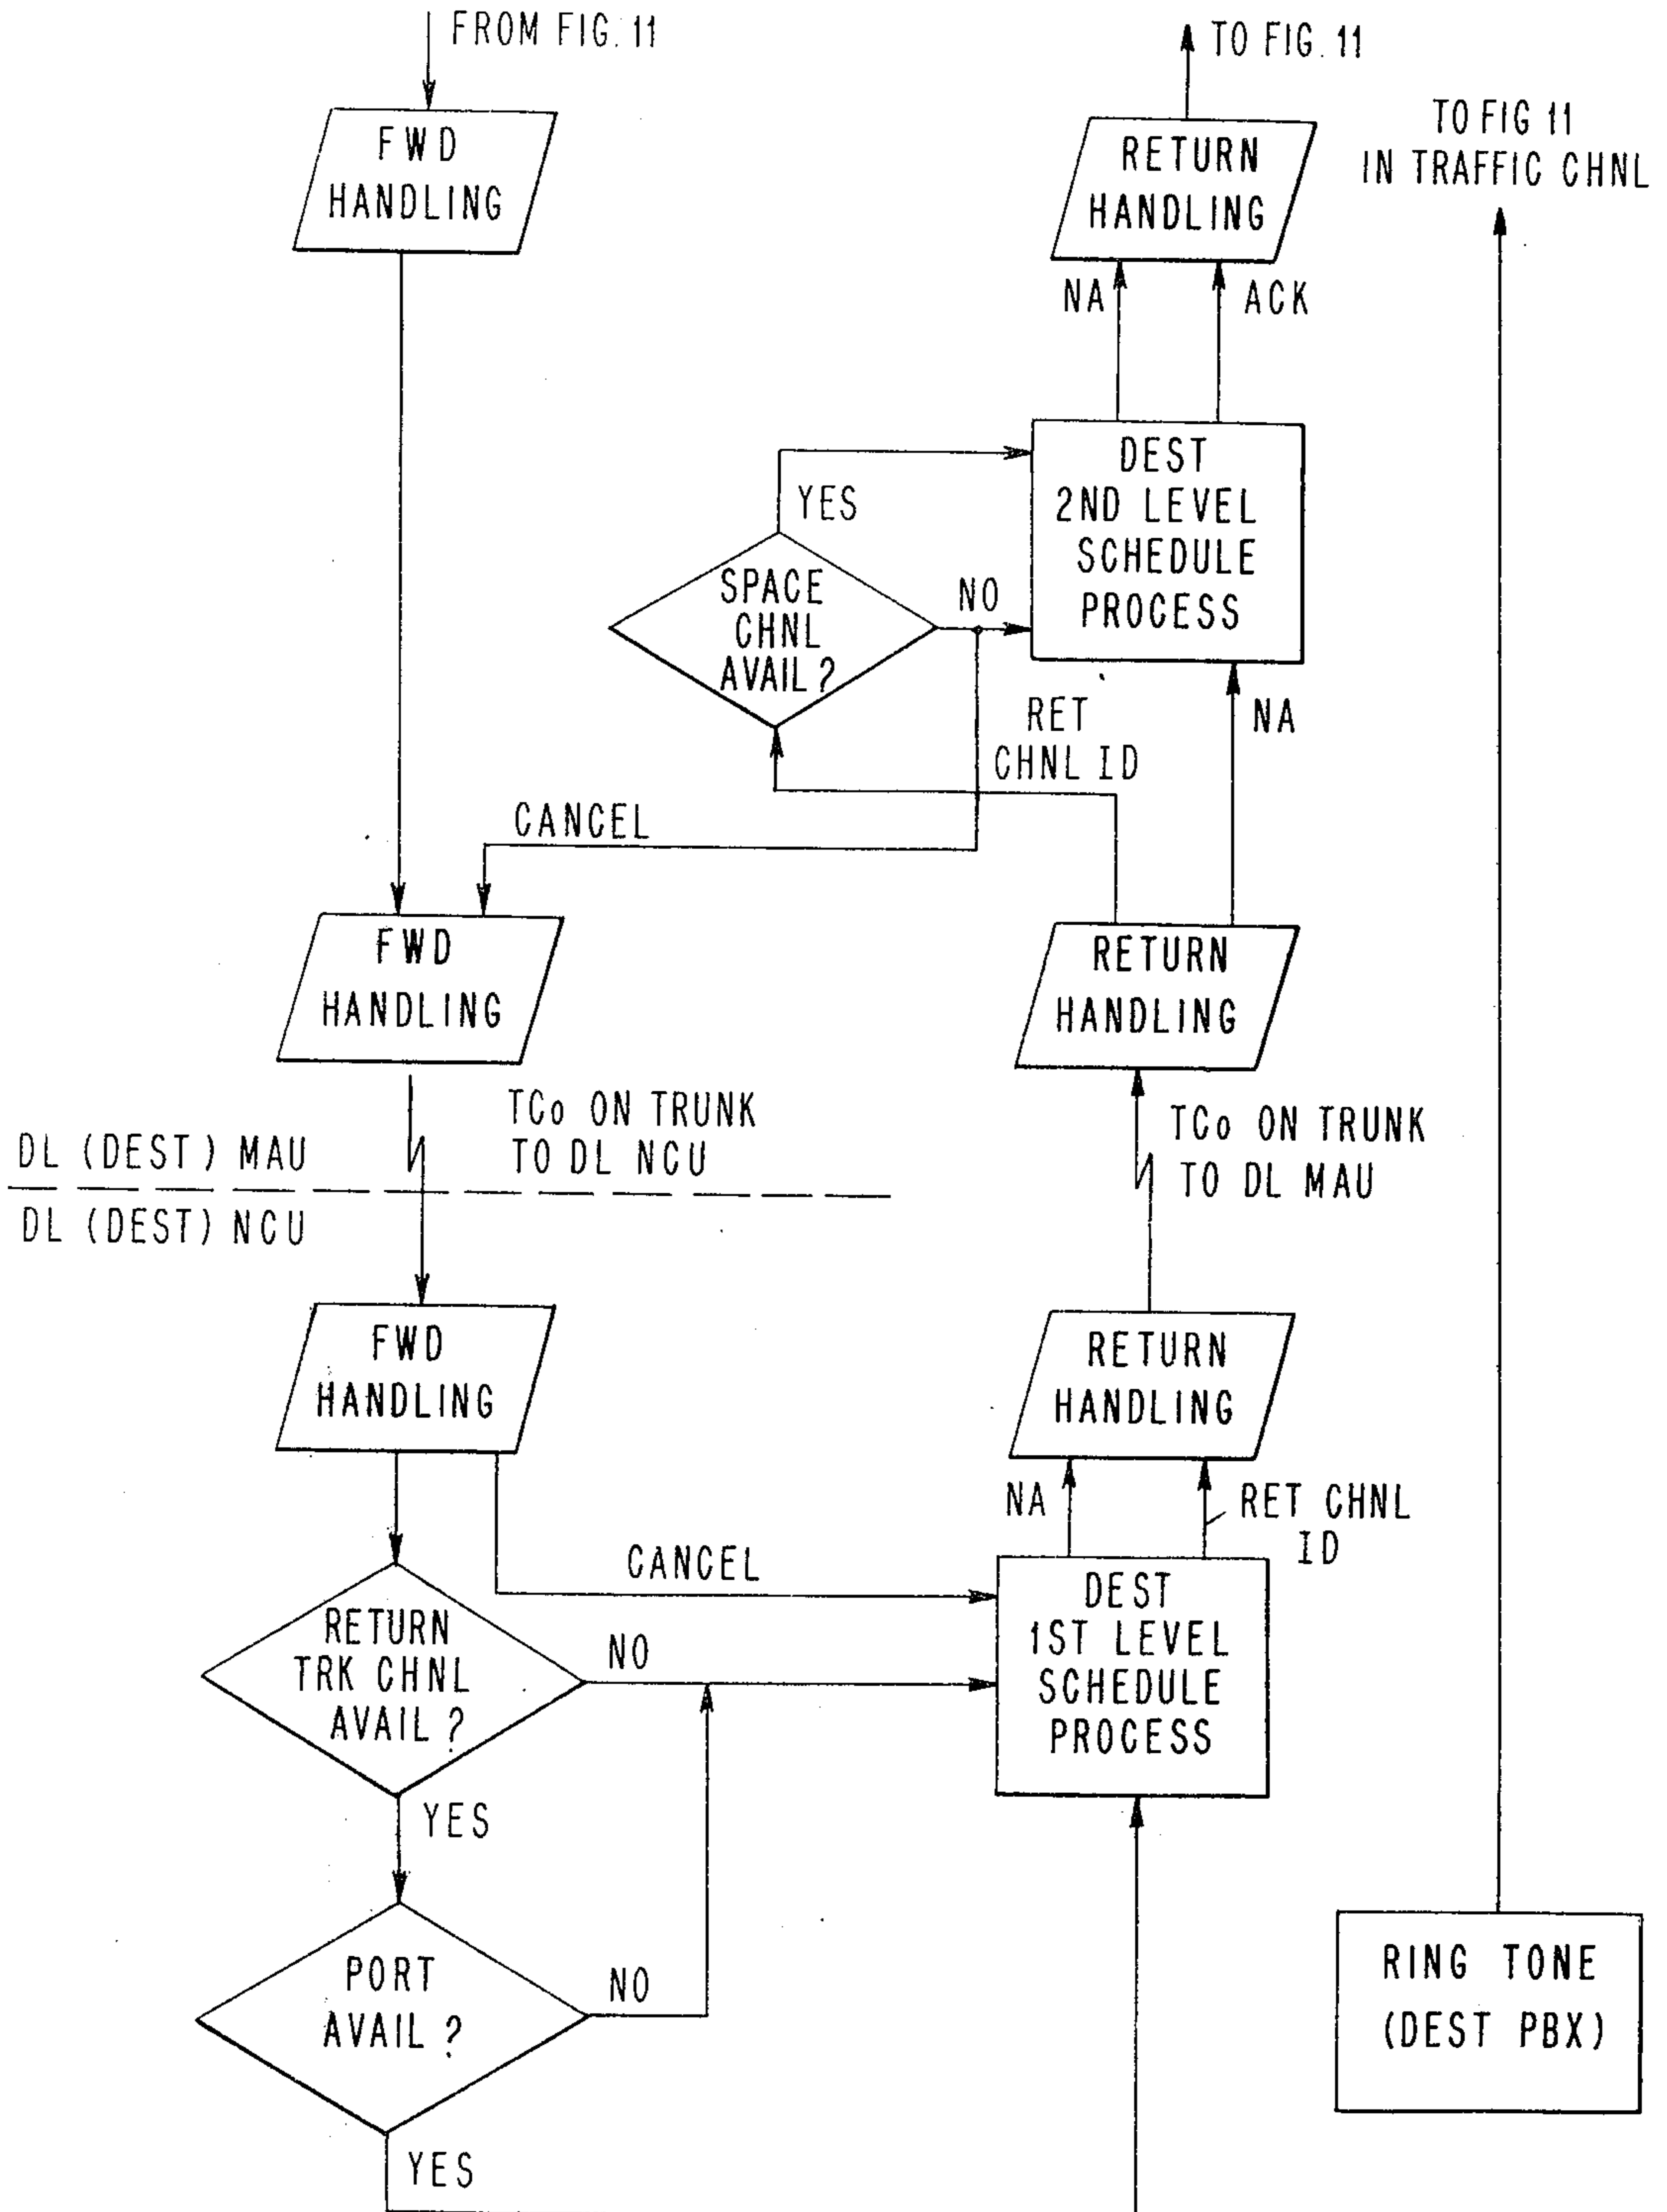 FROM FIG. 11
TO FIG. 11
TO FIG 11
IN TRAFFIC CHNL
FWD
HANDLING
RETURN
HANDLING
NA
ACK
DEST
2ND LEVEL
SCHEDULE
PROCESS
YES
SPACE
CHNL
AVAIL?
NO
RET
CHNL ID
NA
CANCEL
FWD
HANDLING
RETURN
HANDLING
TCo ON TRUNK
TO DL NCU
TCo ON TRUNK
TO DL MAU
DL (DEST) MAU
DL (DEST) NCU
FWD
HANDLING
RETURN
HANDLING
NA
RET CHNL
ID
CANCEL
DEST
1ST LEVEL
SCHEDULE
PROCESS
RETURN
TRK CHNL
AVAIL?
NO
YES
PORT
AVAIL?
NO
YES
RING TONE
(DEST PBX)